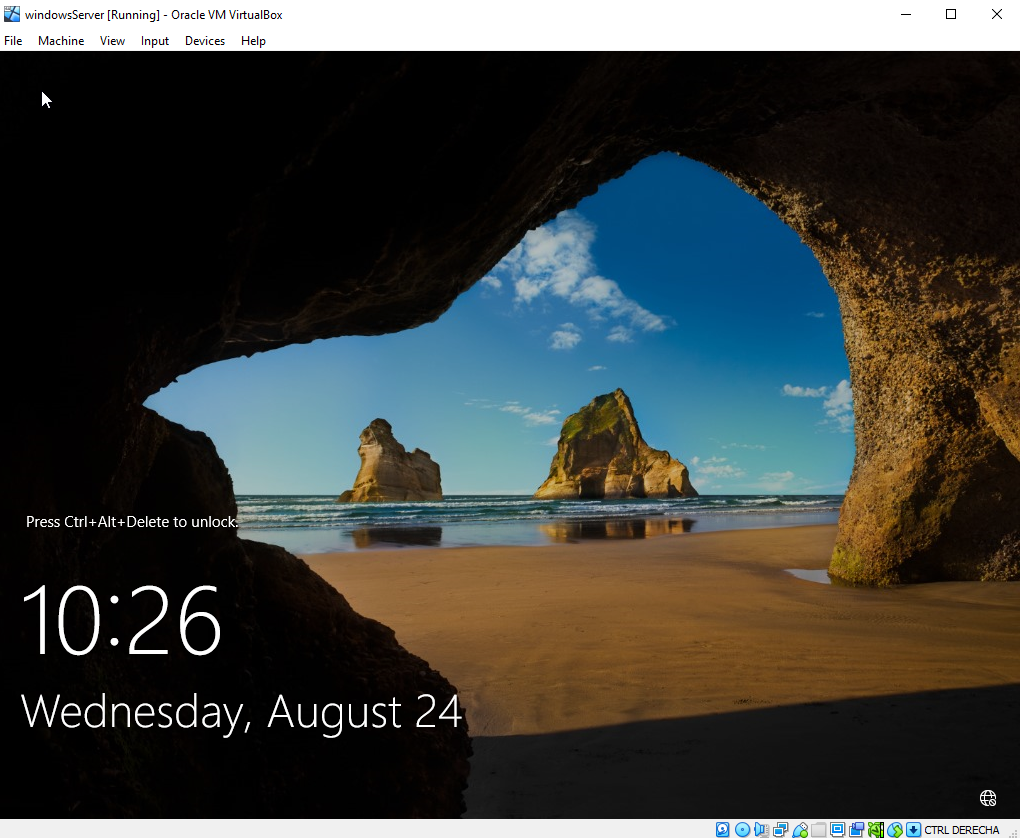 windowsServer [Running] - Oracle VM VirtualBox
File Machine View Input Devices Help
Press Ctrl+Alt+Delete to unlock.
10:26
Wednesday, August 24
CTRL DERECHA